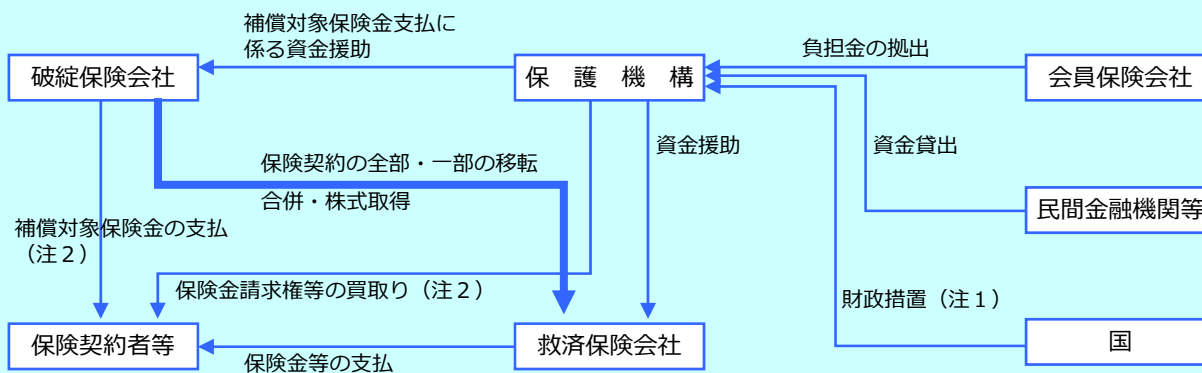 補償対象保険金支払に
係る資金援助
負担金の拠出
破綻保険会社
保　護　機　構
会員保険会社
資金援助
資金貸出
保険契約の全部・一部の移転
合併・株式取得
民間金融機関等
補償対象保険金の支払
（注２）
保険金請求権等の買取り（注２）
財政措置（注１）
保険契約者等
救済保険会社
国
保険金等の支払